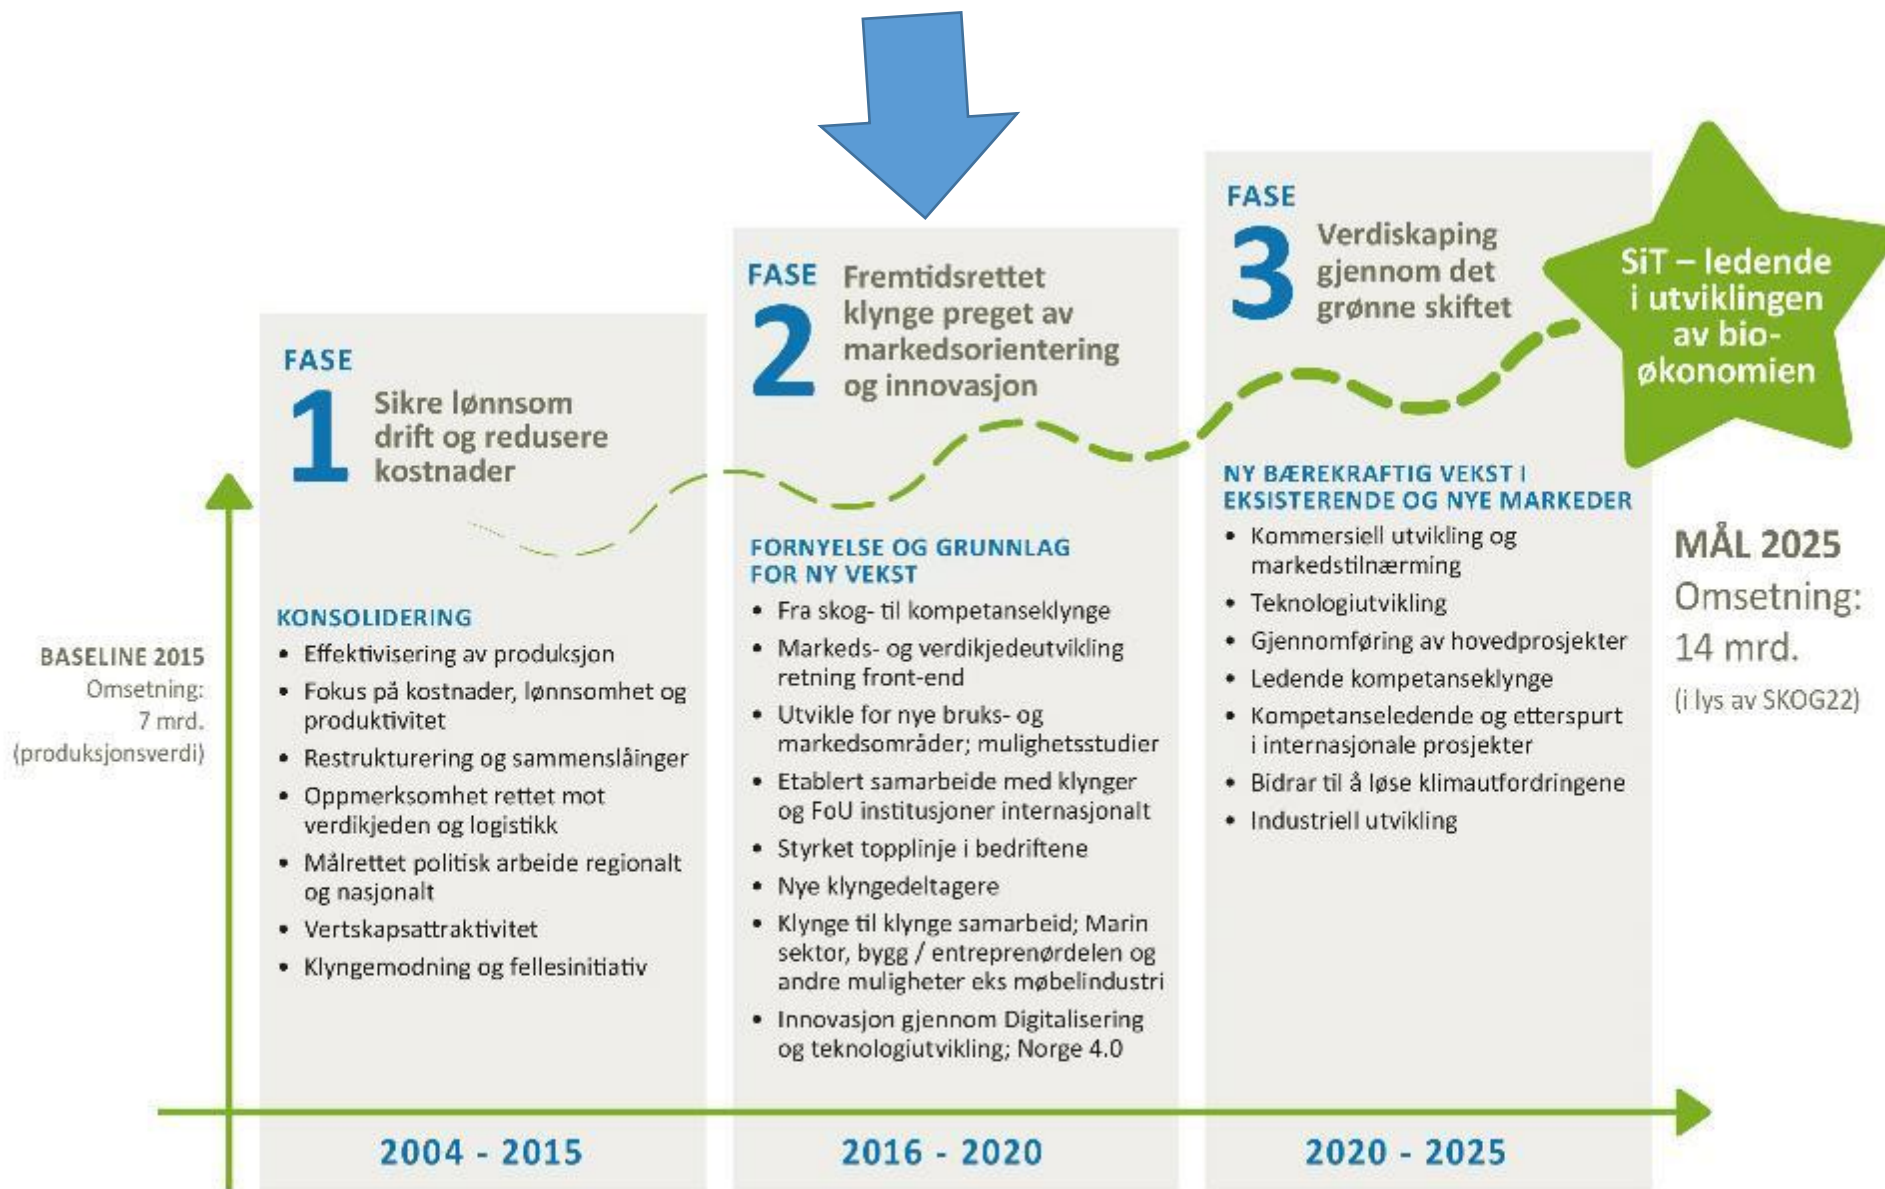 BASELINE 2015
Omsetning:
7 mrd.
(produksjonsverdi)
FASE
1
Sikre lønnsom
drift og redusere
kostnader
KONSOLIDERING
• Effektivisering av produksjon
• Fokus på kostnader, lønnsomhet og
produktivitet
• Restrukturering og sammenslåinger
• Oppmerksomhet rettet mot
verdikjeden og logistikk
• Målrettet politisk arbeide regionalt
og nasjonalt
• Vertskapsattraktivitet
• Klyngemodning og fellesinitiativ
2004 - 2015
FASE
2
Fremtidsrettet
klynge preget av
markedsorientering
og innovasjon
FORNYELSE OG GRUNNLAG
FOR NY VEKST
• Fra skog- til kompetanseklynge
• Markeds- og verdikjedeutvikling
retning front-end
• Utvikle for nye bruks- og
markedsområder; mulighetsstudier
• Etablert samarbeide med klynger
og FoU institusjoner internasjonalt
• Styrket topplinje i bedriftene
• Nye klyngedeltagere
• Klynge til klynge samarbeid; Marin
sektor, bygg / entreprenørdelen og
andre muligheter eks møbelindustri
• Innovasjon gjennom Digitalisering
og teknologiutvikling; Norge 4.0
2016 - 2020
FASE
3
Verdiskaping
gjennom det
grønne skiftet
NY BÆREKRAFTIG VEKST I
EKSISTERENDE OG NYE MARKEDER
• Kommersiell utvikling og
markedstilnærming
• Teknologiutvikling
• Gjennomføring av hovedprosjekter
• Ledende kompetanseklynge
• Kompetanseledende og etterspurt
i internasjonale prosjekter
• Bidrar til å løse klimautfordringene
• Industriell utvikling
2020 - 2025
SiT – ledende
i utviklingen
av bio-
økonomien
MÅL 2025
Omsetning:
14 mrd.
(i lys av SKOG22)